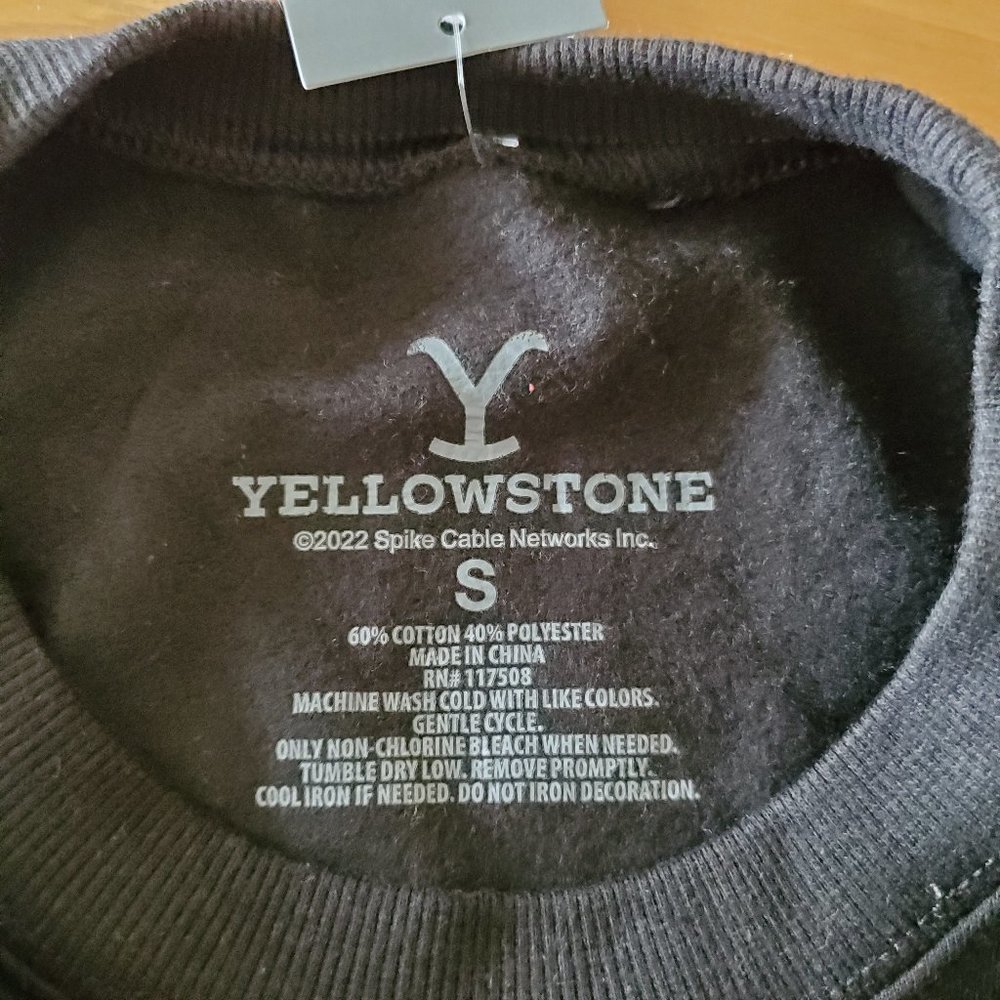 Y
YELLOWSTONE
©2022 Spike Cable Networks Inc.
S
60% COTTON 40% POLYESTER
MADE IN CHINA
RN# 117508
MACHINE WASH COLD WITH LIKE COLORS.
GENTLE CYCLE.
ONLY NON-CHLORINE BLEACH WHEN NEEDED.
TUMBLE DRY LOW. REMOVE PROMPTLY.
COOL IRON IF NEEDED. DO NOT IRON DECORATION.